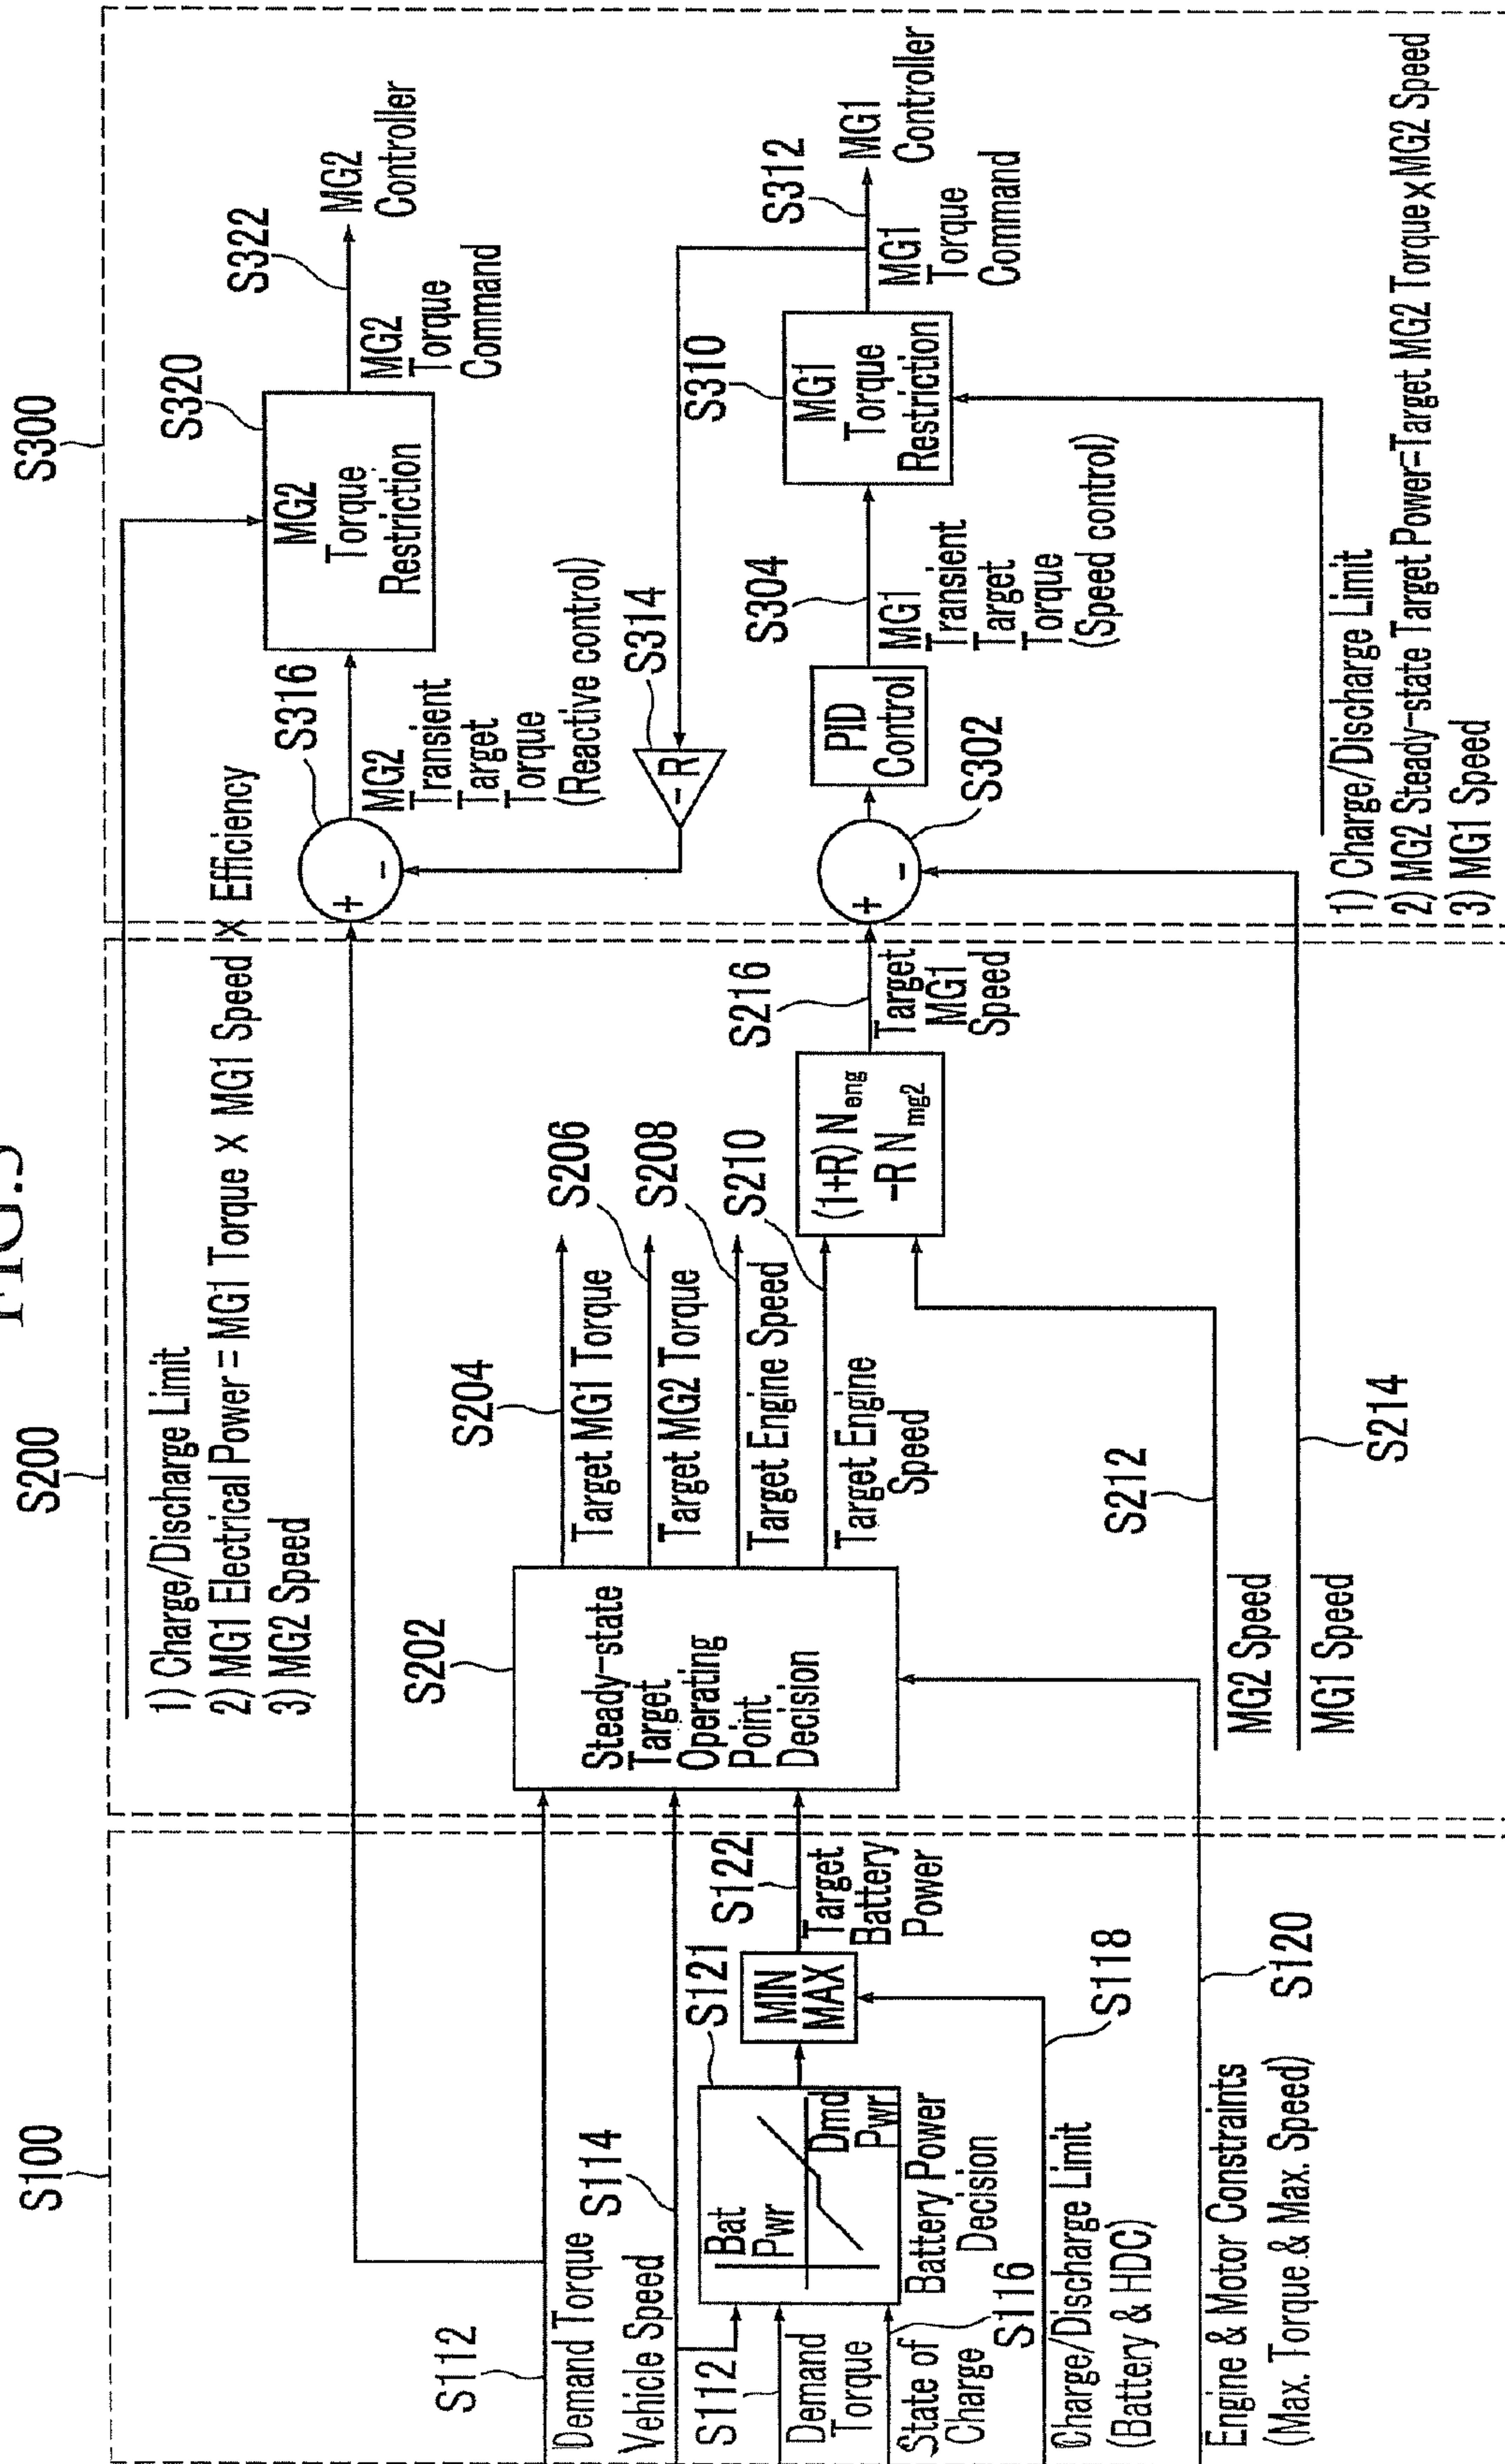 FIG.3
S100
S200
S300
S112
Demand Torque
Vehicle Speed
S114
S112
Demand
Torque
State of
Charge
S116
Bat
Pwr
Dmd
Pwr
Battery Power
Decision
S121
MIN
MAX
S122
Target
Battery
Power
Charge/Discharge Limit
(Battery & HDC)
S118
Engine & Motor Constraints
(Max. Torque & Max. Speed)
S120
1) Charge/Discharge Limit
2) MG1 Electrical Power = MG1 Torque x MG1 Speed x Efficiency
3) MG2 Speed
S202
Steady-state
Target
Operating
Point
Decision
S204
Target MG1 Torque
S206
Target MG2 Torque
S208
Target Engine Speed
S210
Target Engine
Speed
(1+R) Neng
-R Nmg2
S216
Target
MG1
Speed
S212
MG2 Speed
MG1 Speed
S214
+
-
S316
MG2
Transient
Target
Torque
(Reactive control)
S320
MG2
Torque
Restriction
S322
MG2
Torque
Command
MG2
Controller
S314
-R
+
-
S302
PID
Control
S304
MG1
Transient
Target
Torque
(Speed control)
S310
MG1
Torque
Restriction
S312
MG1
Torque
Command
MG1
Controller
1) Charge/Discharge Limit
2) MG2 Steady-state Target Power=Target MG2 Torque x MG2 Speed
3) MG1 Speed